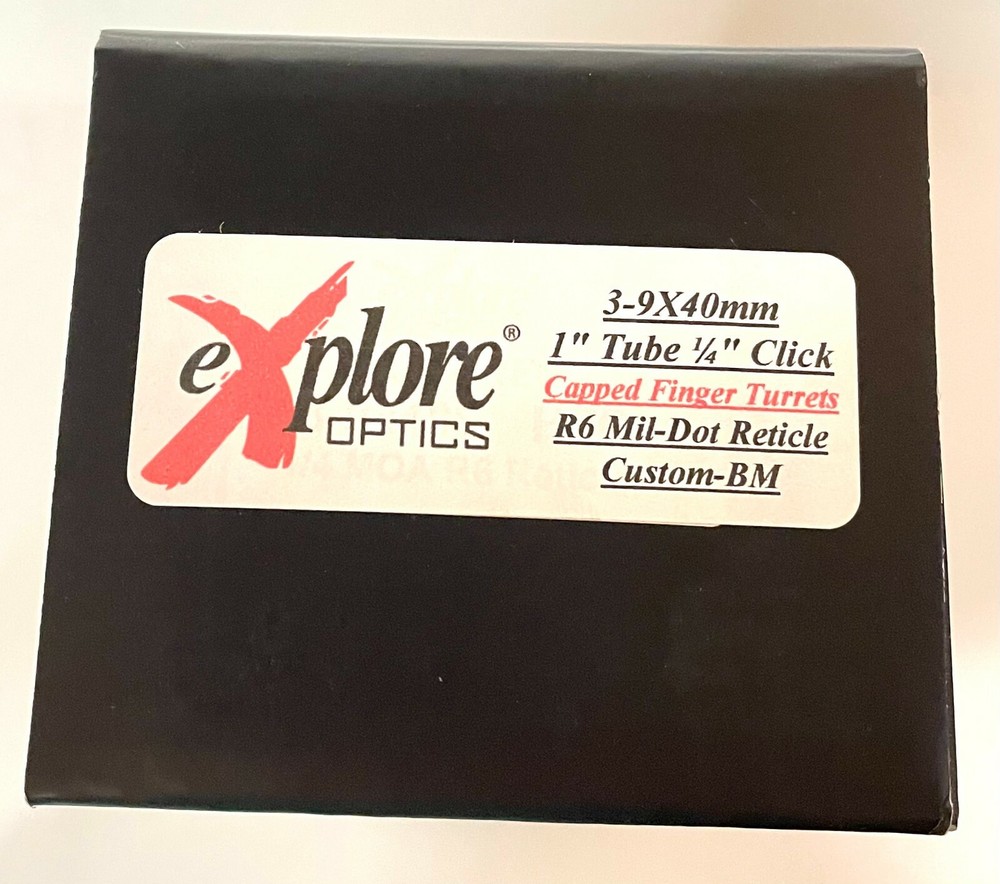 eXplore®
OPTICS
3-9X40mm
1" Tube ¼" Click
Capped Finger Turrets
R6 Mil-Dot Reticle
Custom-BM